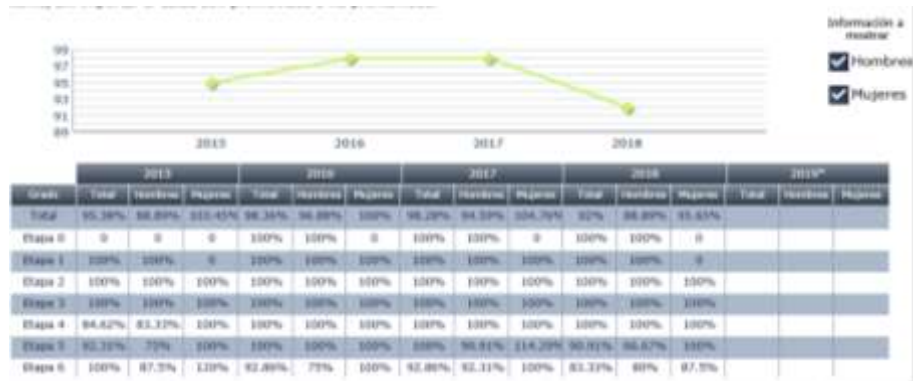 Información a
mostrar
Hombres
Mujeres
99
97
95
93
91
89
2015 2016 2017 2018
2015 2016 2017 2018 2019*
Grado Total Hombres Mujeres Total Hombres Mujeres Total Hombres Mujeres Total Hombres Mujeres Total Hombres Mujeres
Total 95.38% 88.89% 103.45% 98.36% 96.88% 100% 98.28% 94.59% 104.76% 92% 88.89% 95.65%
Etapa 0 0 0 0 100% 100% 0 100% 100% 0 100% 100% 0
Etapa 1 100% 100% 0 100% 100% 100% 100% 100% 100% 100% 100% 0
Etapa 2 100% 100% 100% 100% 100% 100% 100% 100% 100% 100% 100% 100%
Etapa 3 100% 100% 100% 100% 100% 100% 100% 100% 100% 100% 100% 100%
Etapa 4 84.62% 83.33% 100% 100% 100% 100% 100% 100% 100% 100% 100% 100%
Etapa 5 92.31% 75% 100% 100% 100% 100% 100% 90.91% 114.29% 90.91% 66.67% 100%
Etapa 6 100% 87.5% 120% 92.86% 75% 100% 92.86% 92.31% 100% 83.33% 80% 87.5%